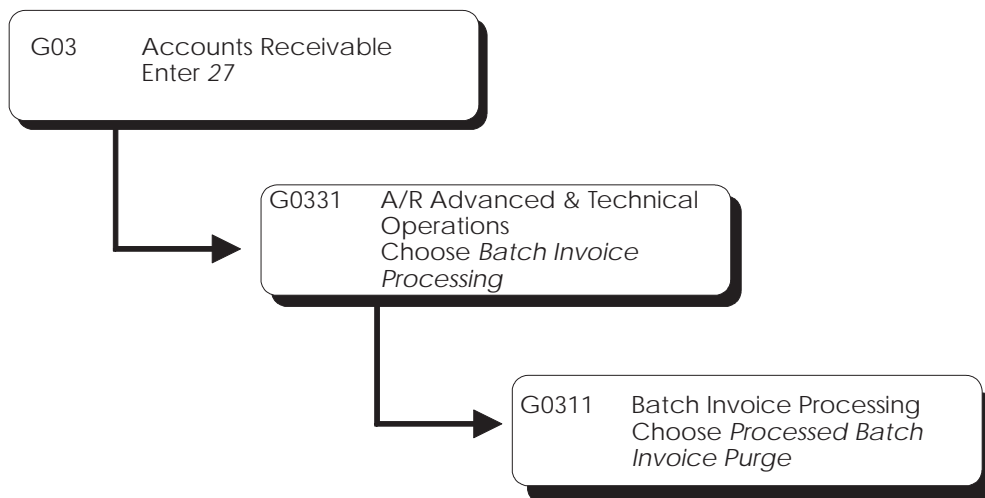 G03 Accounts Receivable
Enter 27
G0331 A/R Advanced & Technical
Operations
Choose Batch Invoice
Processing
G0311 Batch Invoice Processing
Choose Processed Batch
Invoice Purge